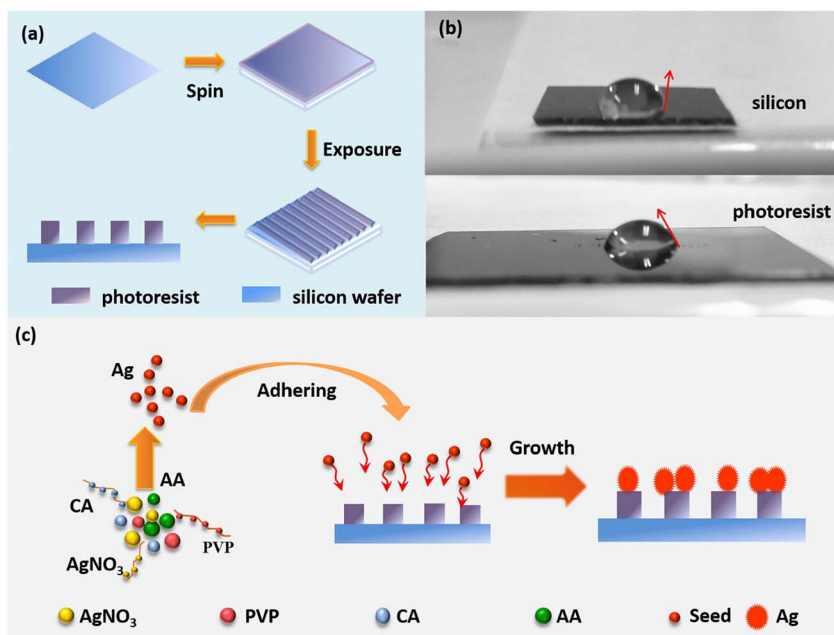 (a)
Spin
Exposure
photoresist
silicon wafer
(b)
silicon
photoresist
(c)
Ag
Adhering
Growth
AA
CA
PVP
AgNO₃
AgNO₃
PVP
CA
AA
Seed
Ag